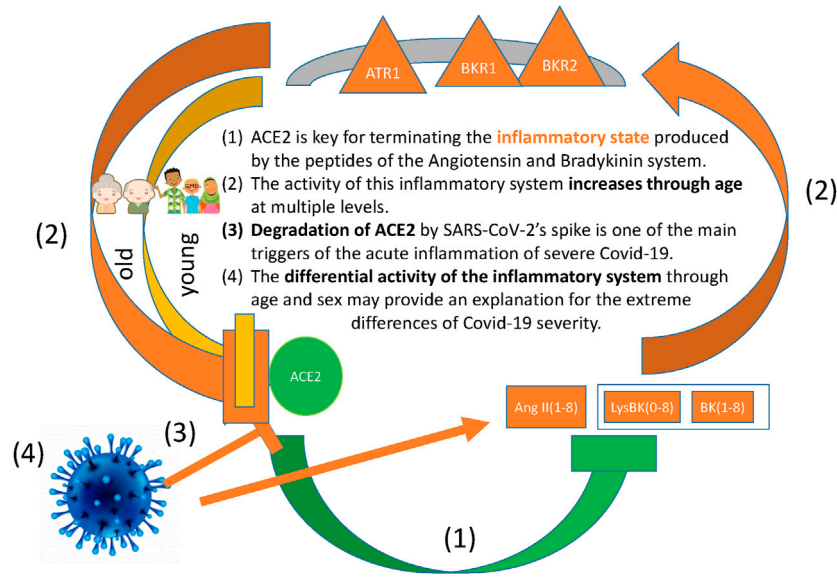 ATR1
BKR1
BKR2
(1) ACE2 is key for terminating the inflammatory state produced
by the peptides of the Angiotensin and Bradykinin system.
(2) The activity of this inflammatory system increases through age
at multiple levels.
(3) Degradation of ACE2 by SARS-CoV-2’s spike is one of the main
triggers of the acute inflammation of severe Covid-19.
(4) The differential activity of the inflammatory system through
age and sex may provide an explanation for the extreme
differences of Covid-19 severity.
(2)
old
young
(2)
ACE2
Ang II(1-8)
LysBK(0-8)
BK(1-8)
(3)
(4)
(1)